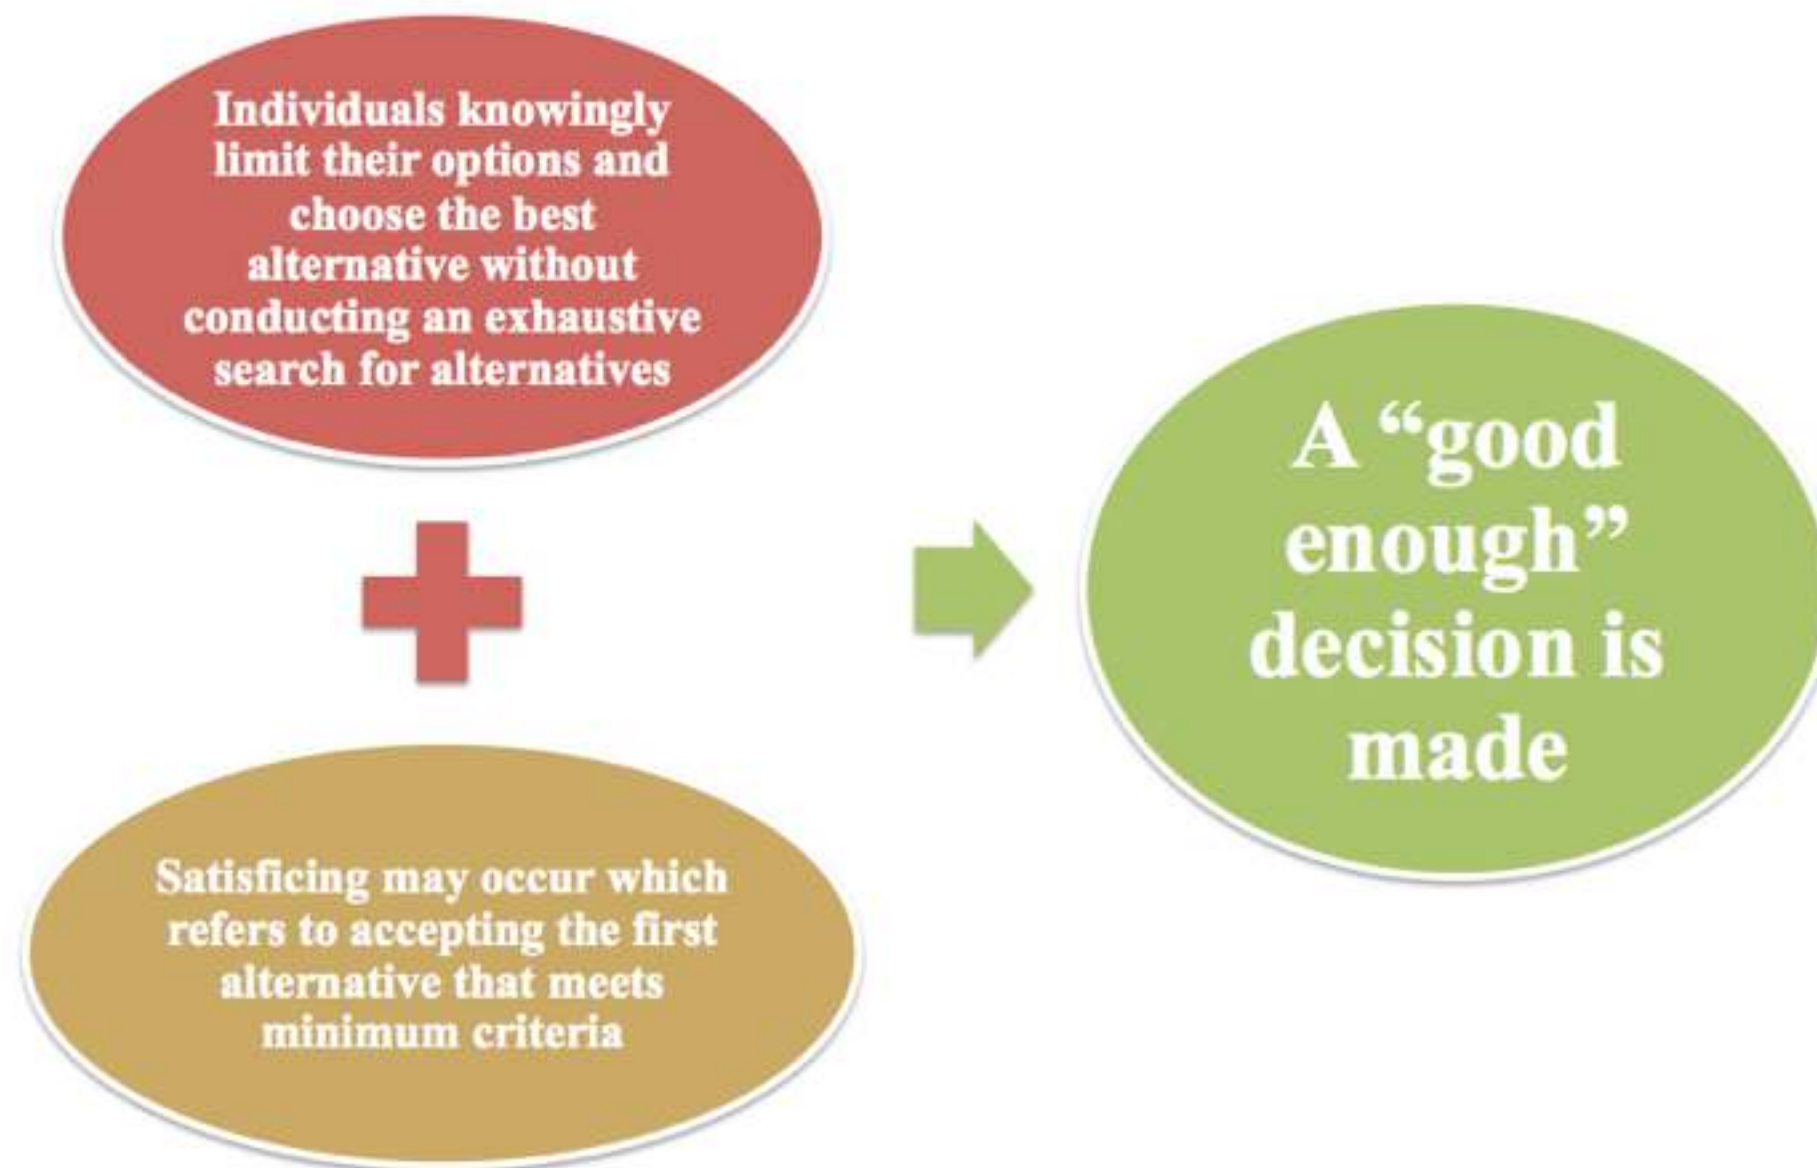 Individuals knowingly
limit their options and
choose the best
alternative without
conducting an exhaustive
search for alternatives
Satisficing may occur which
refers to accepting the first
alternative that meets
minimum criteria
A “good
enough”
decision is
made